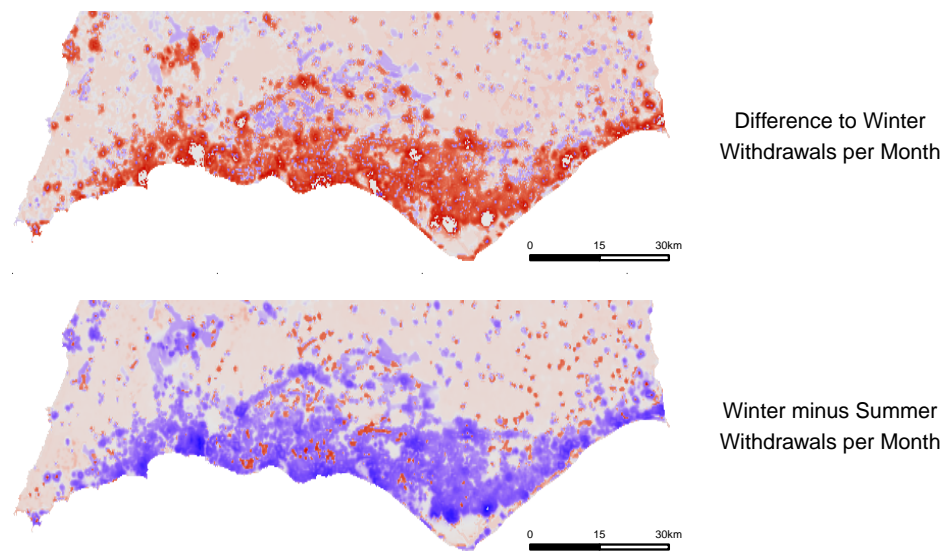 Difference to Winter
Withdrawals per Month
0 15 30km
Winter minus Summer
Withdrawals per Month
0 15 30km